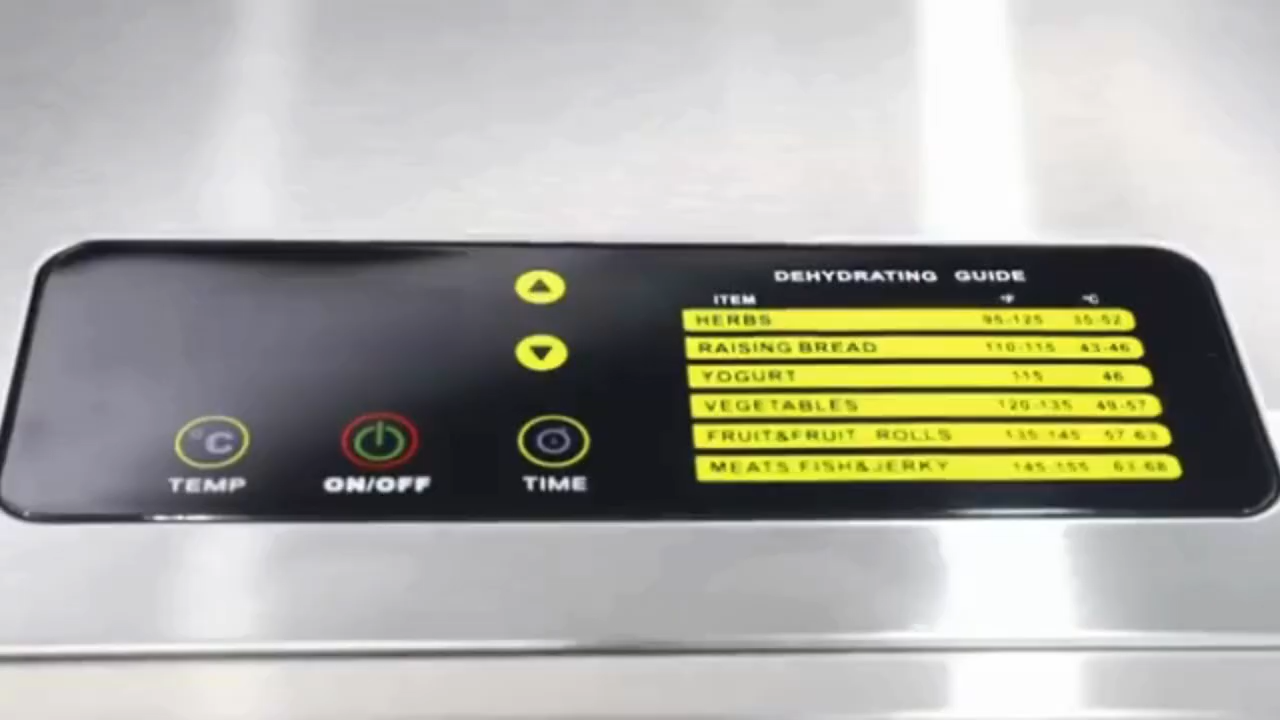 DEHYDRATING GUIDE
ITEM °F °C
HERBS 95-125 35-52
RAISING BREAD 110-115 43-46
YOGURT 115 46
VEGETABLES 120-135 49-57
FRUIT&FRUIT ROLLS 135-145 57-63
MEATS FISH&JERKY 145-155 63-68
°C
TEMP ON/OFF TIME